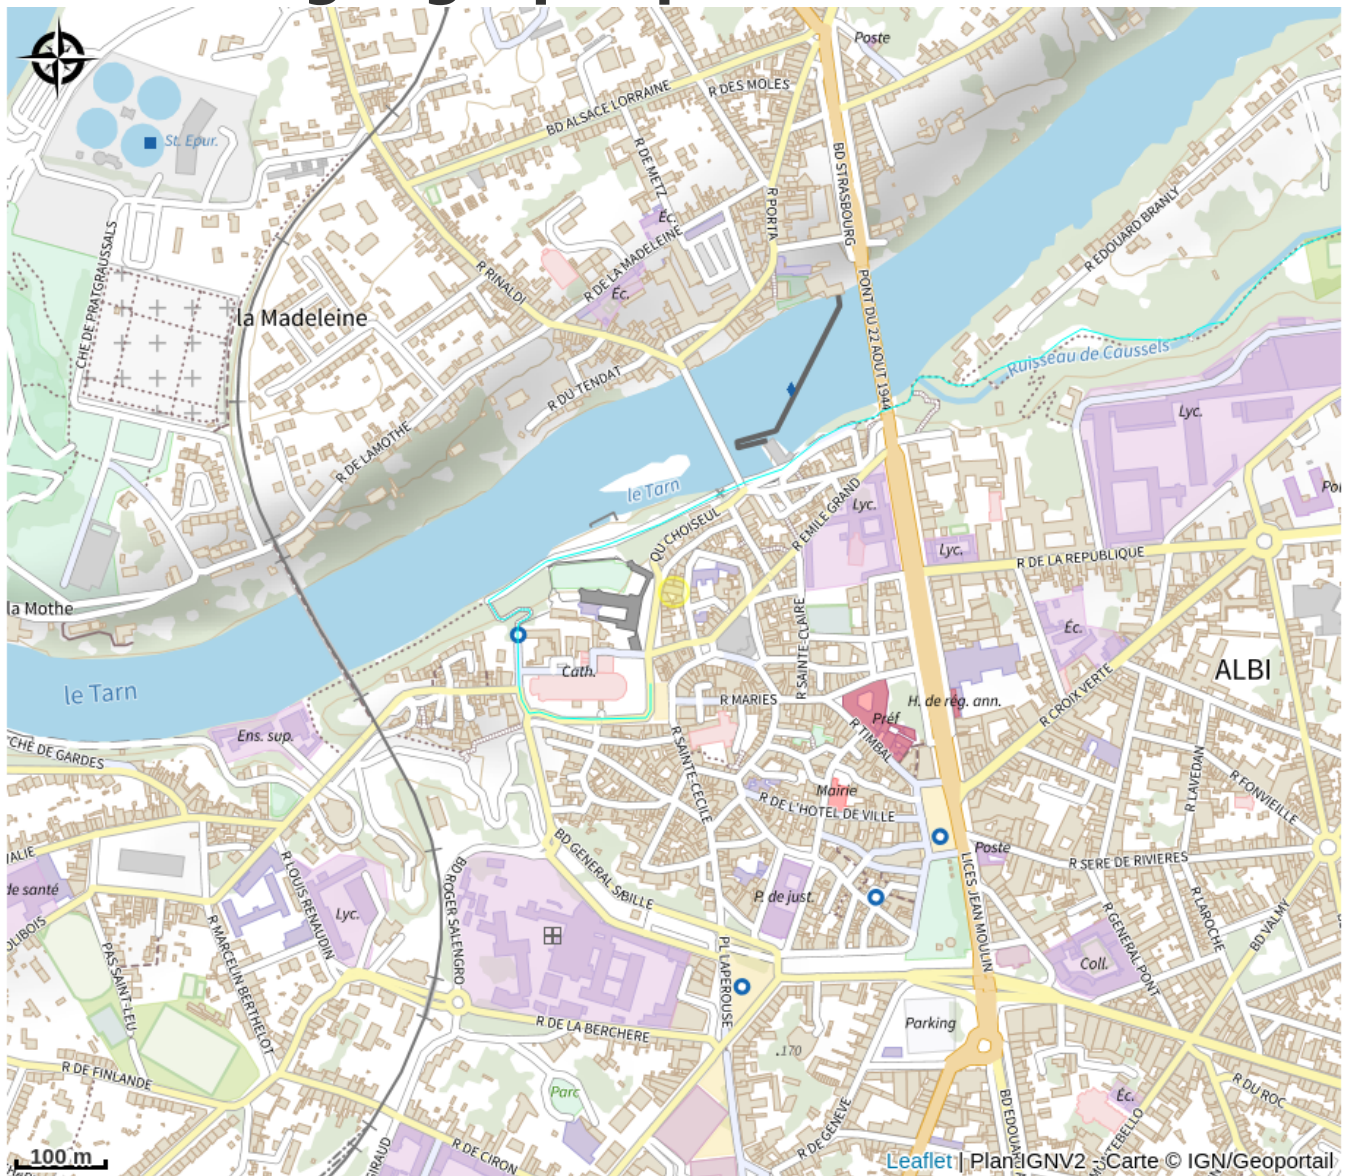 Poste
R DES MOLES
BD ALSACE LORRAINE
St. Epur.
R DE METZ
BD STRASBOURG
R PORTA
Éc.
R EDOUARD BRANLY
CHE DE PRATGRAUSSALS
R DE LA MADELEINE
R RINALDI
Éc.
la Madeleine
PONT DU 22 AOUT 1944
Ruisseau de Caussels
R DU TENDAT
Lyc.
R DE LAMOTHE
le Tarn
Lyc.
R EMILE GRAND
QU CHOISEUL
Lyc.
R DE LA REPUBLIQUE
la Mothe
R SAINTE-CLAIRE
Éc.
Cath.
ALBI
le Tarn
R MARIES
H. de rég. ann.
R CROIX VERTE
Préf
R TIMBAL
Ens. sup.
CHE DE GARDES
R SAINTE-CECILE
Mairie
R DE L'HOTEL DE VILLE
R LAVEDAN
R FONVIEILLE
Poste
R SERE DE RIVIERES
BD GENERAL SIBILLE
BD ROGER SALENGRO
R LOUIS RENAUDIN
de santé
Lyc.
P. de just.
LICES JEAN MOULIN
R LAROCHE
R GENERAL PONT
BD VALMY
R MARCELIN BERTHELOT
PAS SAINT-LEU
PL LAPEROUSE
Coll.
R DE LA BERCHERE
Parking
.170
R DE FINLANDE
Parc
Éc.
R DU ROC
R DE GENEVE
R DE CIRON
100 m
Leaflet | Plan IGNV2 - Carte © IGN/Geoportail